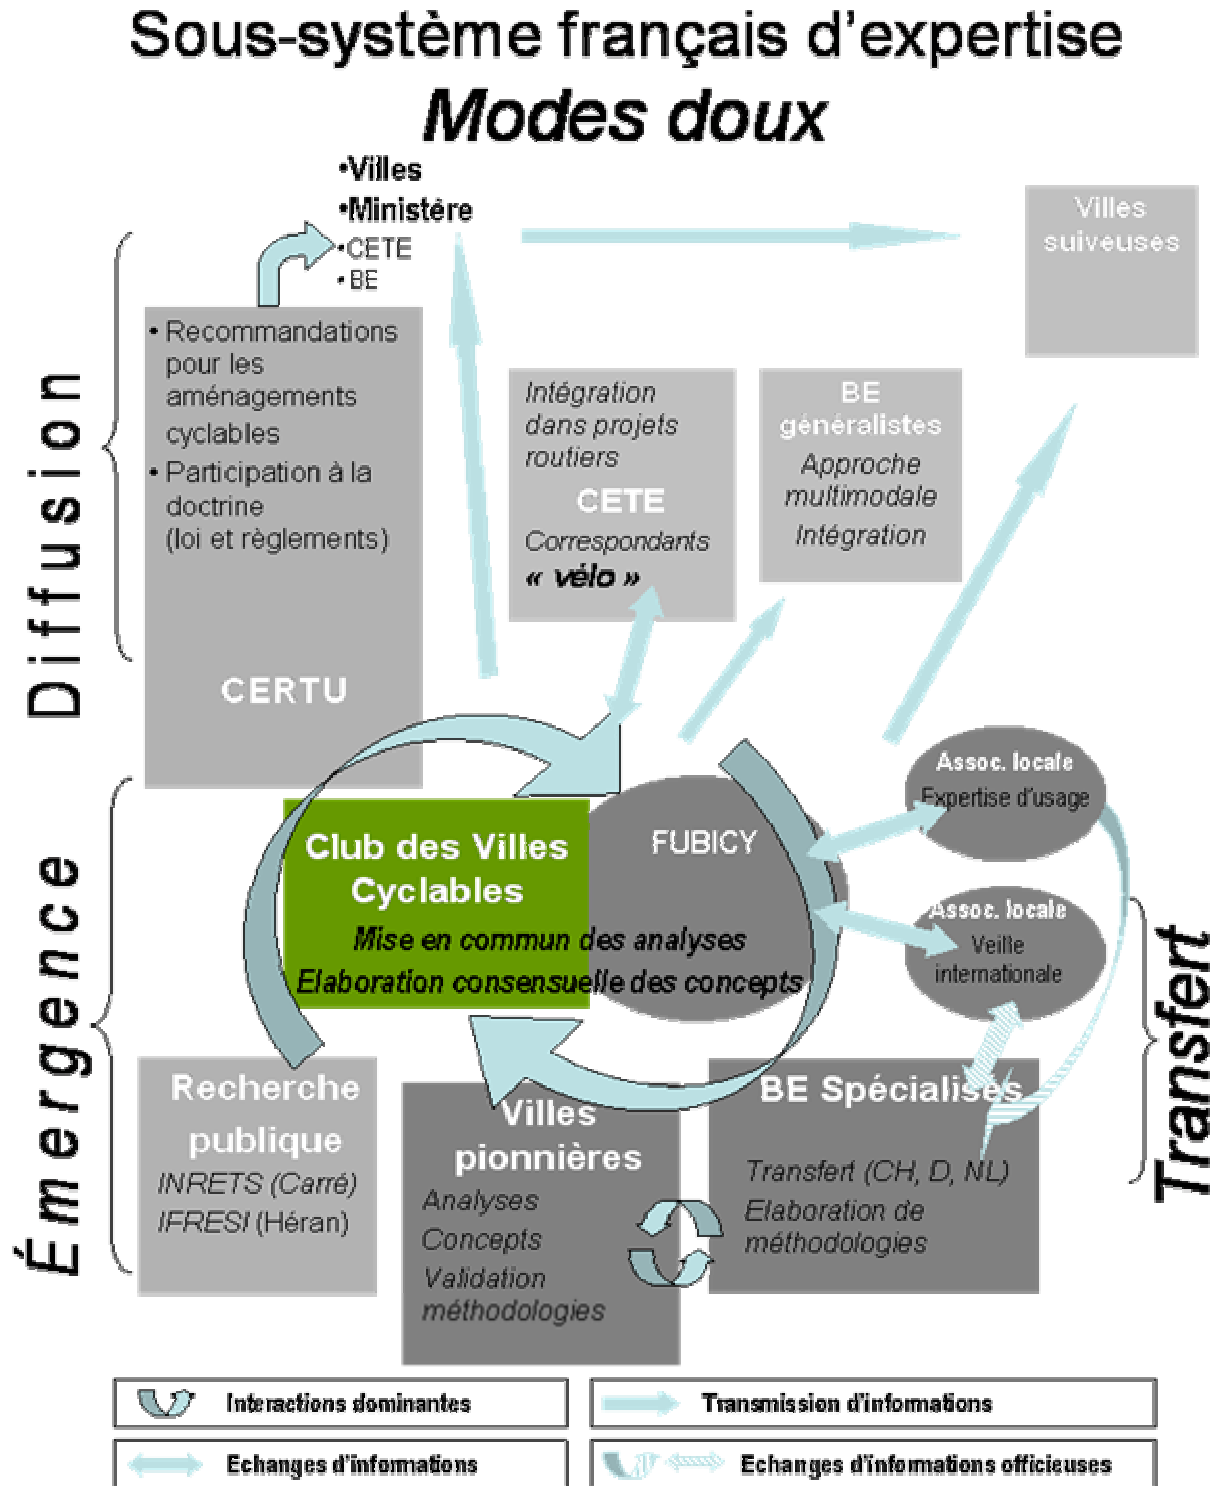 Sous-système français d'expertise
Modes doux
•Villes
•Ministère
•CETE
•BE
Villes
suiveuses
Diffusion
• Recommandations
pour les
aménagements
cyclables
• Participation à la
doctrine
(loi et règlements)
CERTU
Intégration
dans projets
routiers
CETE
Correspondants
« vélo »
BE
généralistes
Approche
multimodale
Intégration
Émergence
Club des Villes
Cyclables
FUBICY
Mise en commun des analyses
Elaboration consensuelle des concepts
Assoc. locale
Expertise d'usage
Assoc. locale
Veille
internationale
Transfert
Recherche
publique
INRETS (Carré)
IFRESI (Héran)
Villes
pionnières
Analyses
Concepts
Validation
méthodologies
BE Spécialisés
Transfert (CH, D, NL)
Elaboration de
méthodologies
Interactions dominantes
Transmission d'informations
Echanges d'informations
Echanges d'informations officieuses